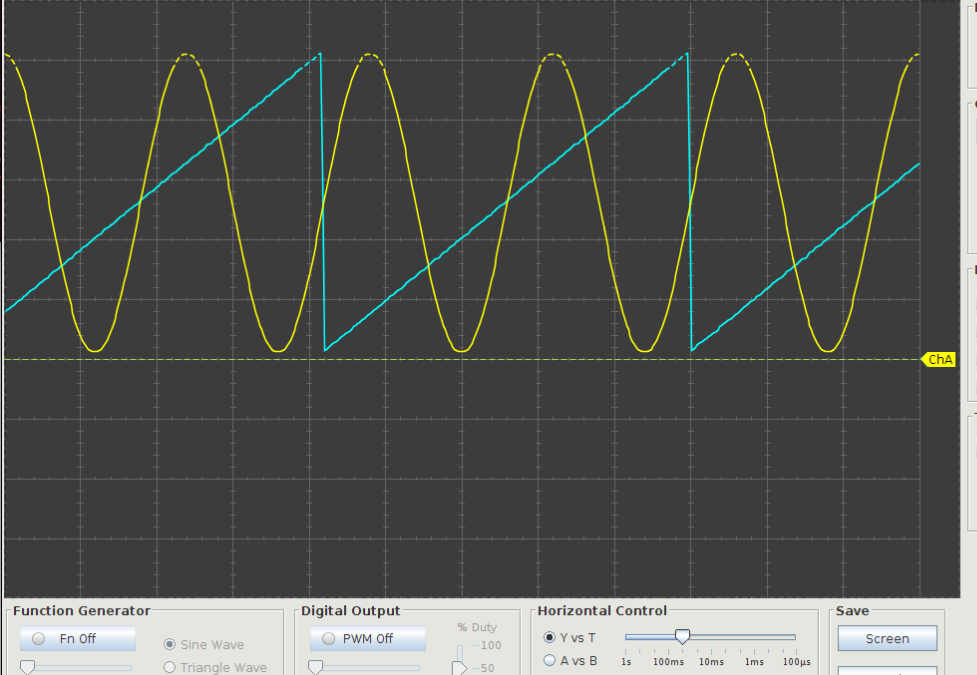 ChA
Function Generator
Fn Off
Sine Wave
Triangle Wave
Digital Output
PWM Off
% Duty
100
50
Horizontal Control
Y vs T
A vs B
1s 100ms 10ms 1ms 100µs
Save
Screen